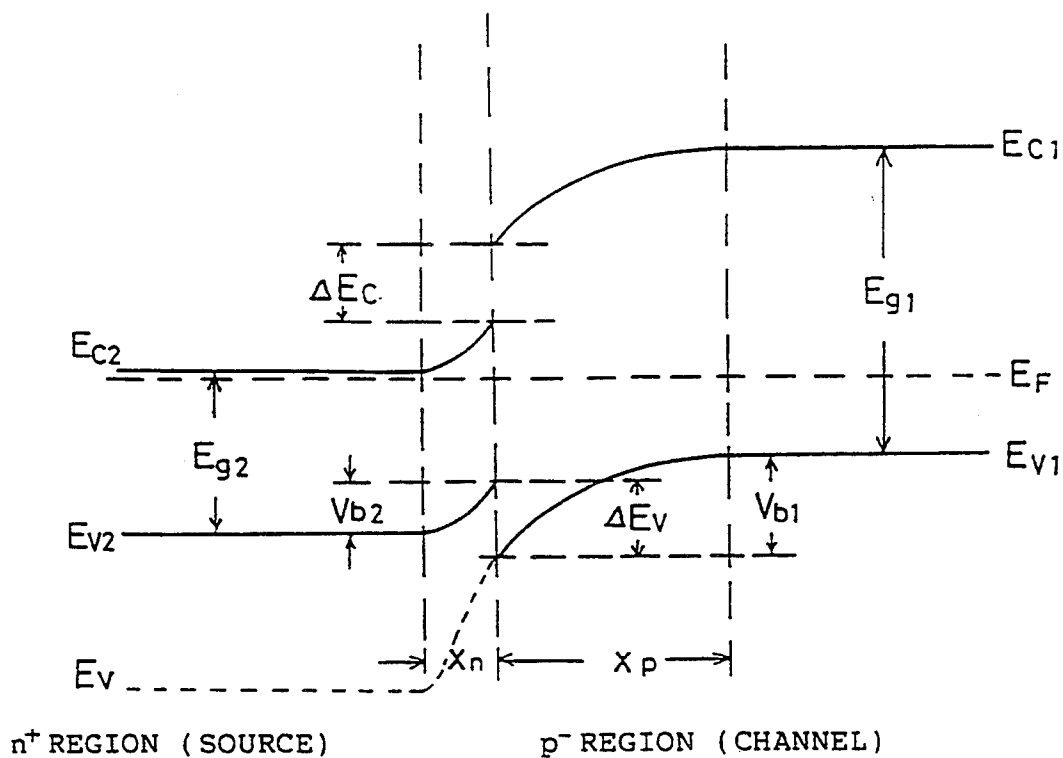 EC1
ΔEC
Eg1
EC2
EF
Eg2
EV1
Vb2
ΔEV
Vb1
EV2
Xn
Xp
EV
n+ REGION (SOURCE)
p- REGION (CHANNEL)